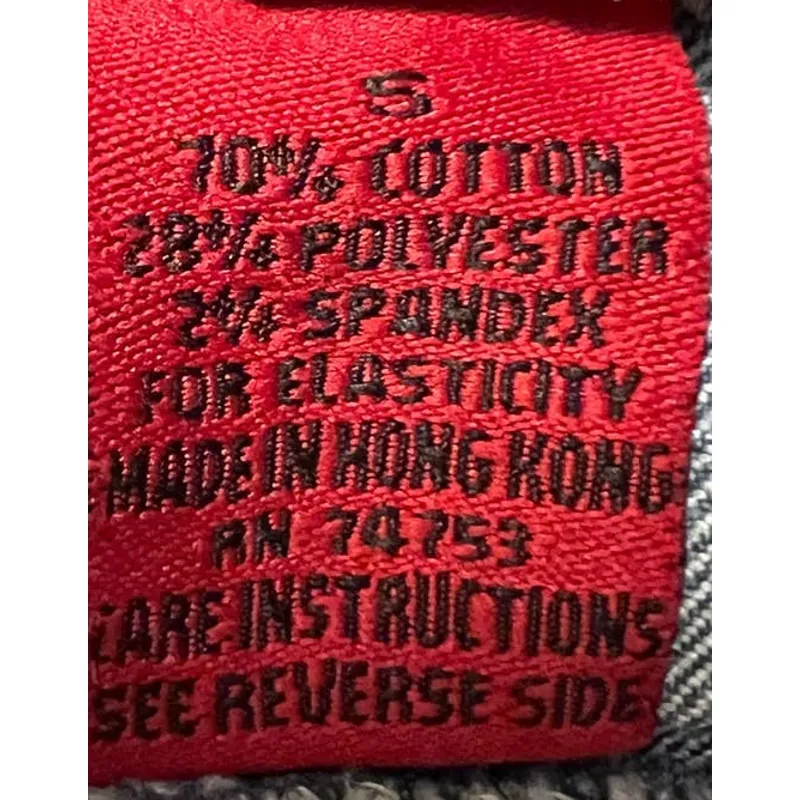 S
70% COTTON
28% POLYESTER
2% SPANDEX
FOR ELASTICITY
MADE IN HONG KONG
RN 74753
CARE INSTRUCTIONS
SEE REVERSE SIDE